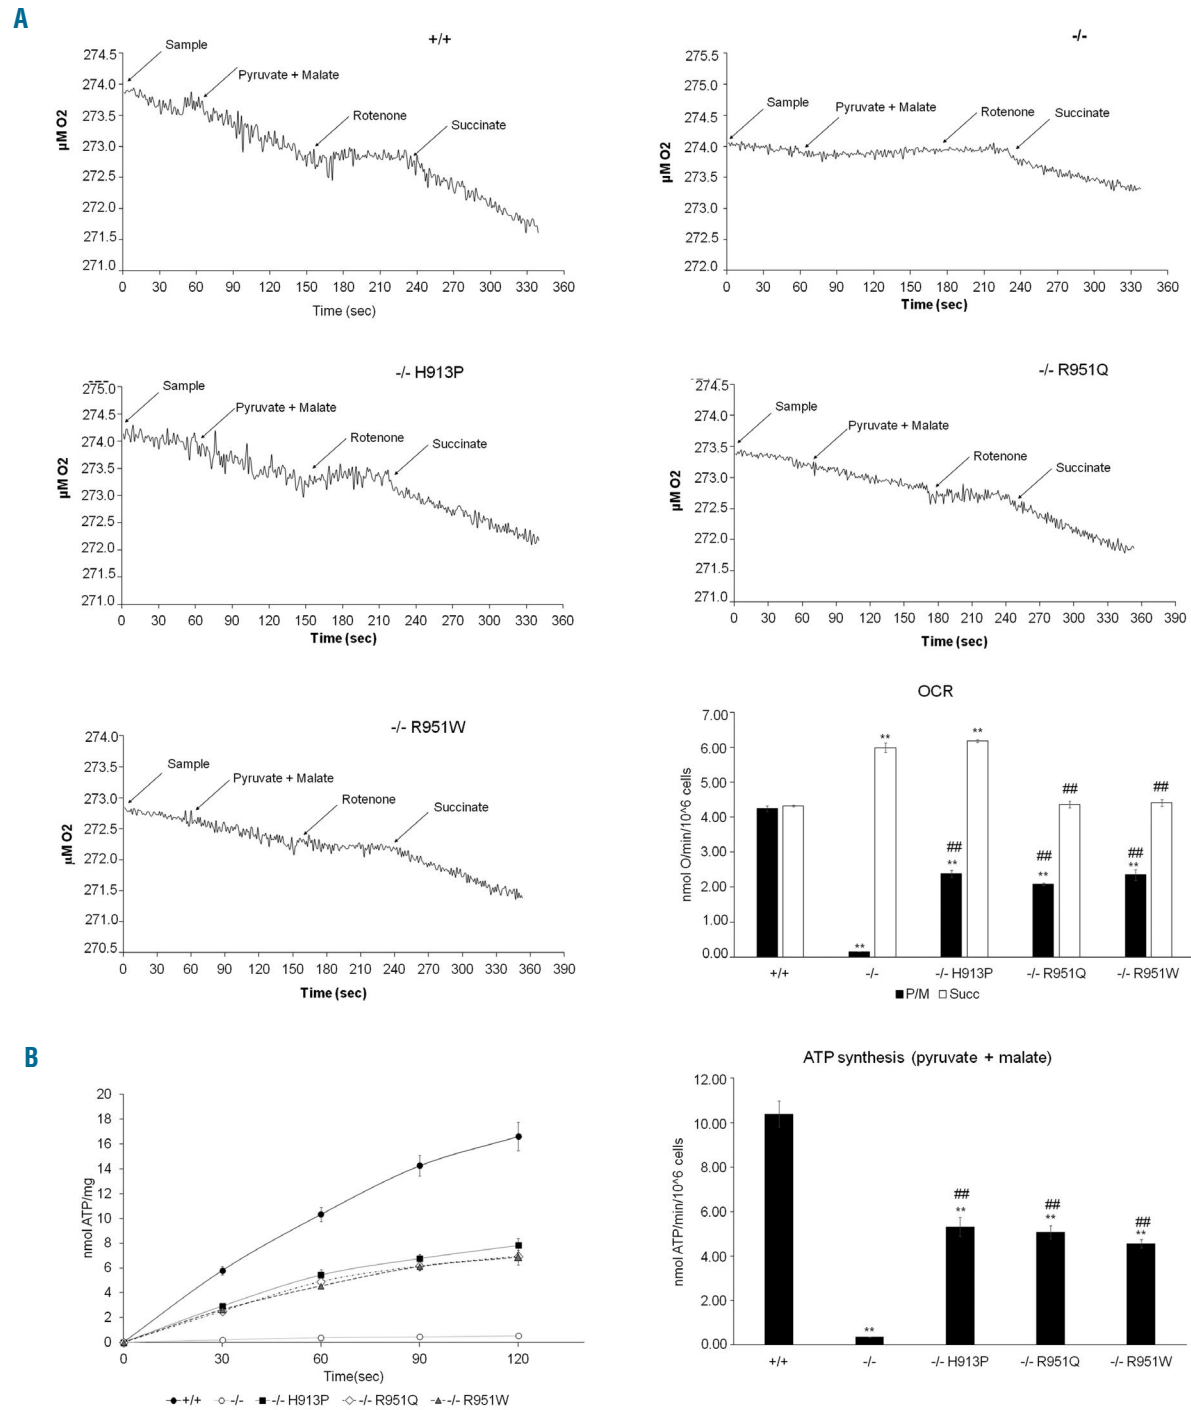 A
+/+
274.5
274.0
273.5
273.0
272.5
272.0
271.5
271.0
µM O2
Sample
Pyruvate + Malate
Rotenone
Succinate
0 30 60 90 120 150 180 210 240 270 300 330 360
Time (sec)
-/-
275.5
275.0
274.5
274.0
273.5
273.0
272.5
272.0
µM O2
Sample
Pyruvate + Malate
Rotenone
Succinate
0 30 60 90 120 150 180 210 240 270 300 330 360
Time (sec)
-/- H913P
275.0
274.5
274.0
273.5
273.0
272.5
272.0
271.5
271.0
µM O2
Sample
Pyruvate + Malate
Rotenone
Succinate
0 30 60 90 120 150 180 210 240 270 300 330 360
Time (sec)
-/- R951Q
274.5
274.0
273.5
273.0
272.5
272.0
271.5
271.0
µM O2
Sample
Pyruvate + Malate
Rotenone
Succinate
0 30 60 90 120 150 180 210 240 270 300 330 360 390
Time (sec)
-/- R951W
274.0
273.5
273.0
272.5
272.0
271.5
271.0
270.5
µM O2
Sample
Pyruvate + Malate
Rotenone
Succinate
0 30 60 90 120 150 180 210 240 270 300 330 360 390
Time (sec)
OCR
7.00
6.00
5.00
4.00
3.00
2.00
1.00
0.00
nmol O/min/10^6 cells
**
**
**
##
**
##
**
##
##
**
##
+/+ -/- -/- H913P -/- R951Q -/- R951W
P/M Succ
B
20
18
16
14
12
10
8
6
4
2
0
nmol ATP/mg
0 30 60 90 120
Time(sec)
+/+ -/- -/- H913P -/- R951Q -/- R951W
ATP synthesis (pyruvate + malate)
12.00
10.00
8.00
6.00
4.00
2.00
0.00
nmol ATP/min/10^6 cells
**
##
**
##
**
##
**
+/+ -/- -/- H913P -/- R951Q -/- R951W